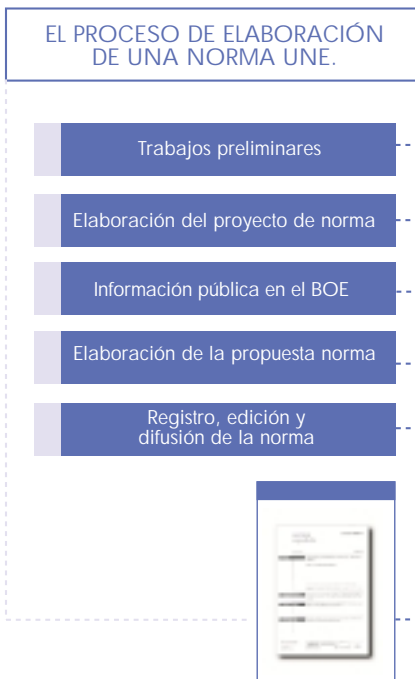 EL PROCESO DE ELABORACIÓN
DE UNA NORMA UNE.
Trabajos preliminares
Elaboración del proyecto de norma
Información pública en el BOE
Elaboración de la propuesta norma
Registro, edición y
difusión de la norma